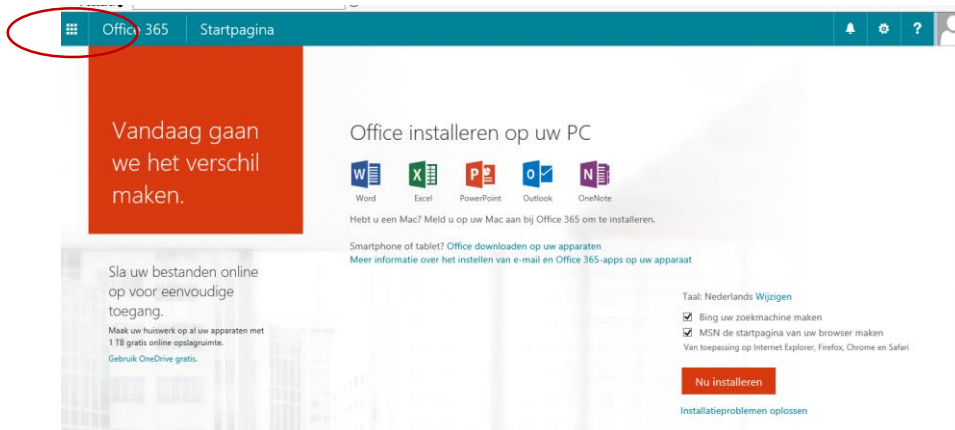 Office 365 Startpagina ?
Vandaag gaan
we het verschil
maken.
Office installeren op uw PC
Word Excel PowerPoint Outlook OneNote
Hebt u een Mac? Meld u op uw Mac aan bij Office 365 om te installeren.
Smartphone of tablet? Office downloaden op uw apparaten
Meer informatie over het instellen van e-mail en Office 365-apps op uw apparaat
Sla uw bestanden online
op voor eenvoudige
toegang.
Maak uw huiswerk op al uw apparaten met
1 TB gratis online opslagruimte.
Gebruik OneDrive gratis.
Taal: Nederlands Wijzigen
Bing uw zoekmachine maken
MSN de startpagina van uw browser maken
Van toepassing op Internet Explorer, Firefox, Chrome en Safari
Nu installeren
Installatieproblemen oplossen